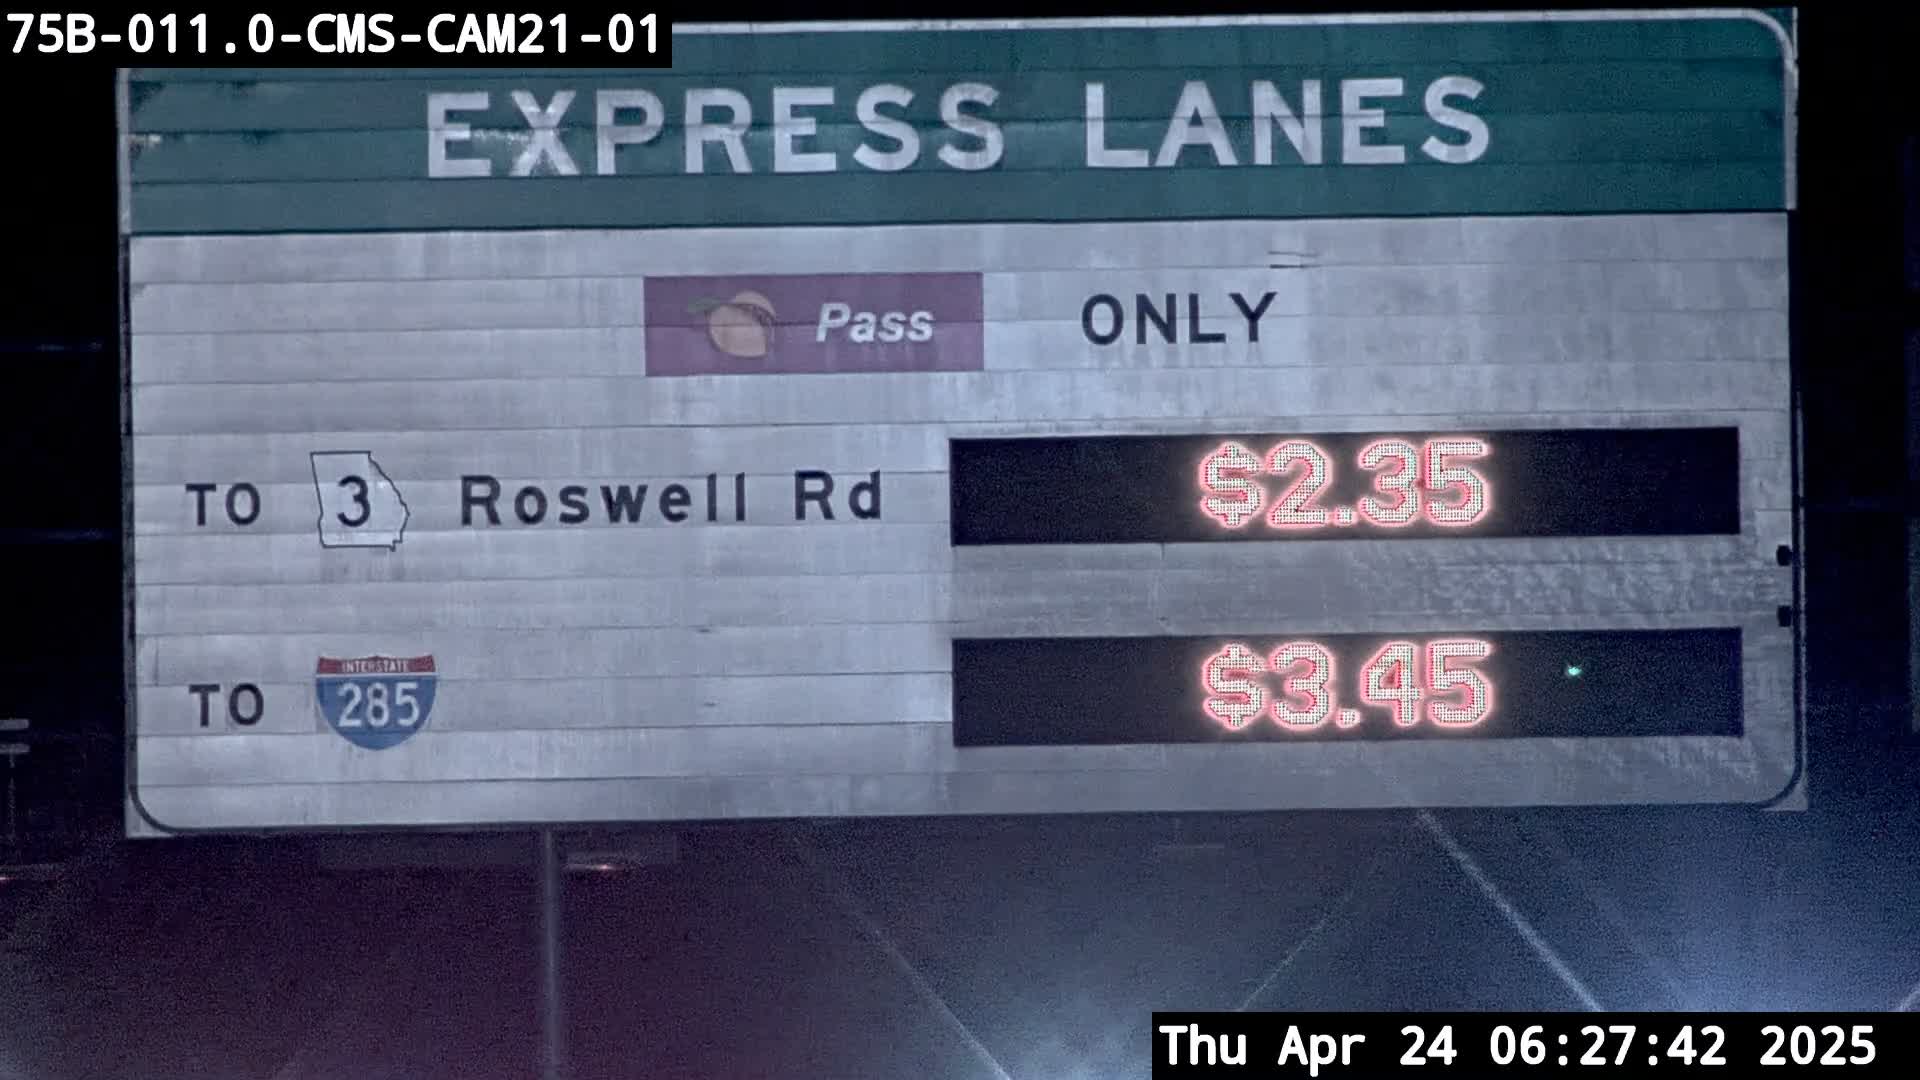 75B-011.0-CMS-CAM21-01
EXPRESS LANES
Pass ONLY
TO 3 Roswell Rd $2.35
INTERSTATE
TO 285 $3.45
Thu Apr 24 06:27:42 2025